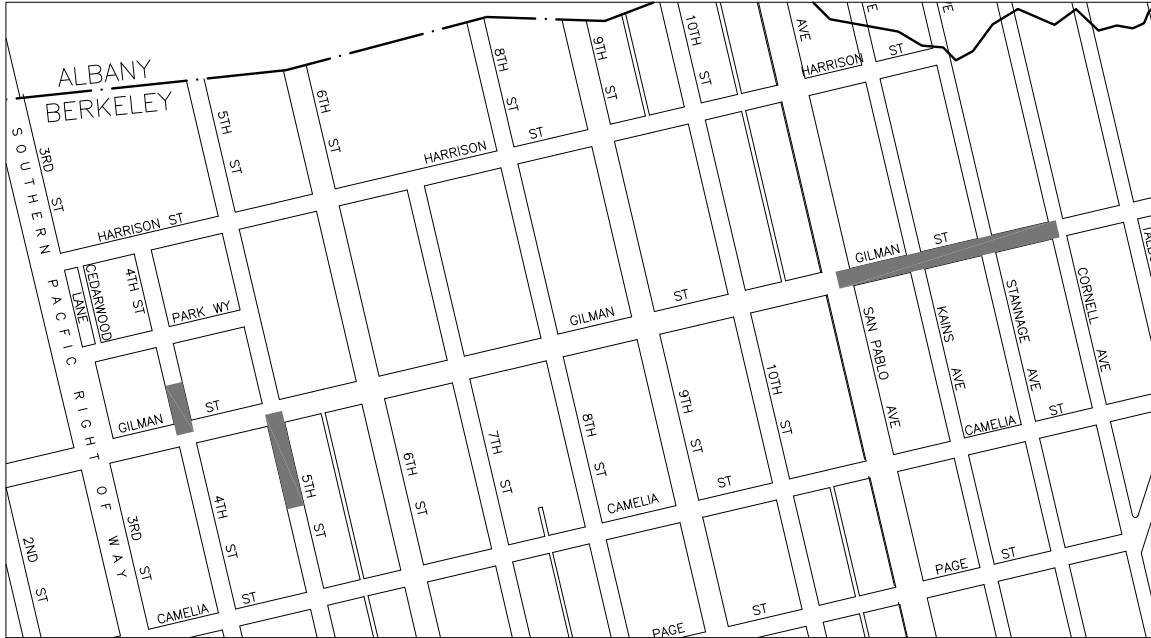 ALBANY
BERKELEY
SOUTHERN PACFIC RIGHT OF WAY
3RD ST
5TH ST
6TH ST
8TH ST
9TH ST
10TH ST
AVE
HARRISON ST
HARRISON ST
HARRISON ST
CEDARWOOD LANE
4TH ST
PARK WY
GILMAN ST
GILMAN ST
GILMAN ST
SAN PABLO AVE
KAINS AVE
STANNAGE AVE
CORNELL AVE
2ND ST
3RD ST
4TH ST
5TH ST
6TH ST
7TH ST
8TH ST
9TH ST
10TH ST
CAMELIA ST
CAMELIA ST
CAMELIA ST
PAGE ST
PAGE ST